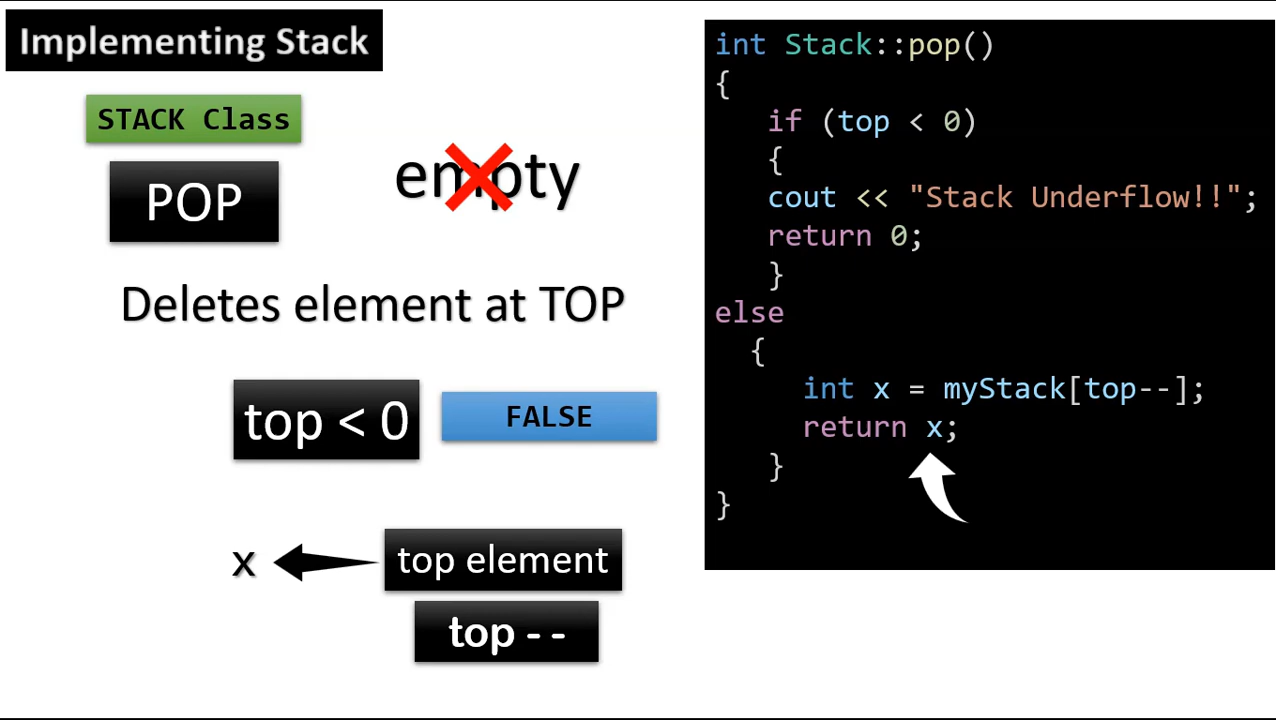 Implementing Stack
STACK Class
POP
empty
Deletes element at TOP
top < 0
FALSE
x
top element
top - -
int Stack::pop()
{
if (top < 0)
{
cout << "Stack Underflow!!";
return 0;
}
else
{
int x = myStack[top--];
return x;
}
}